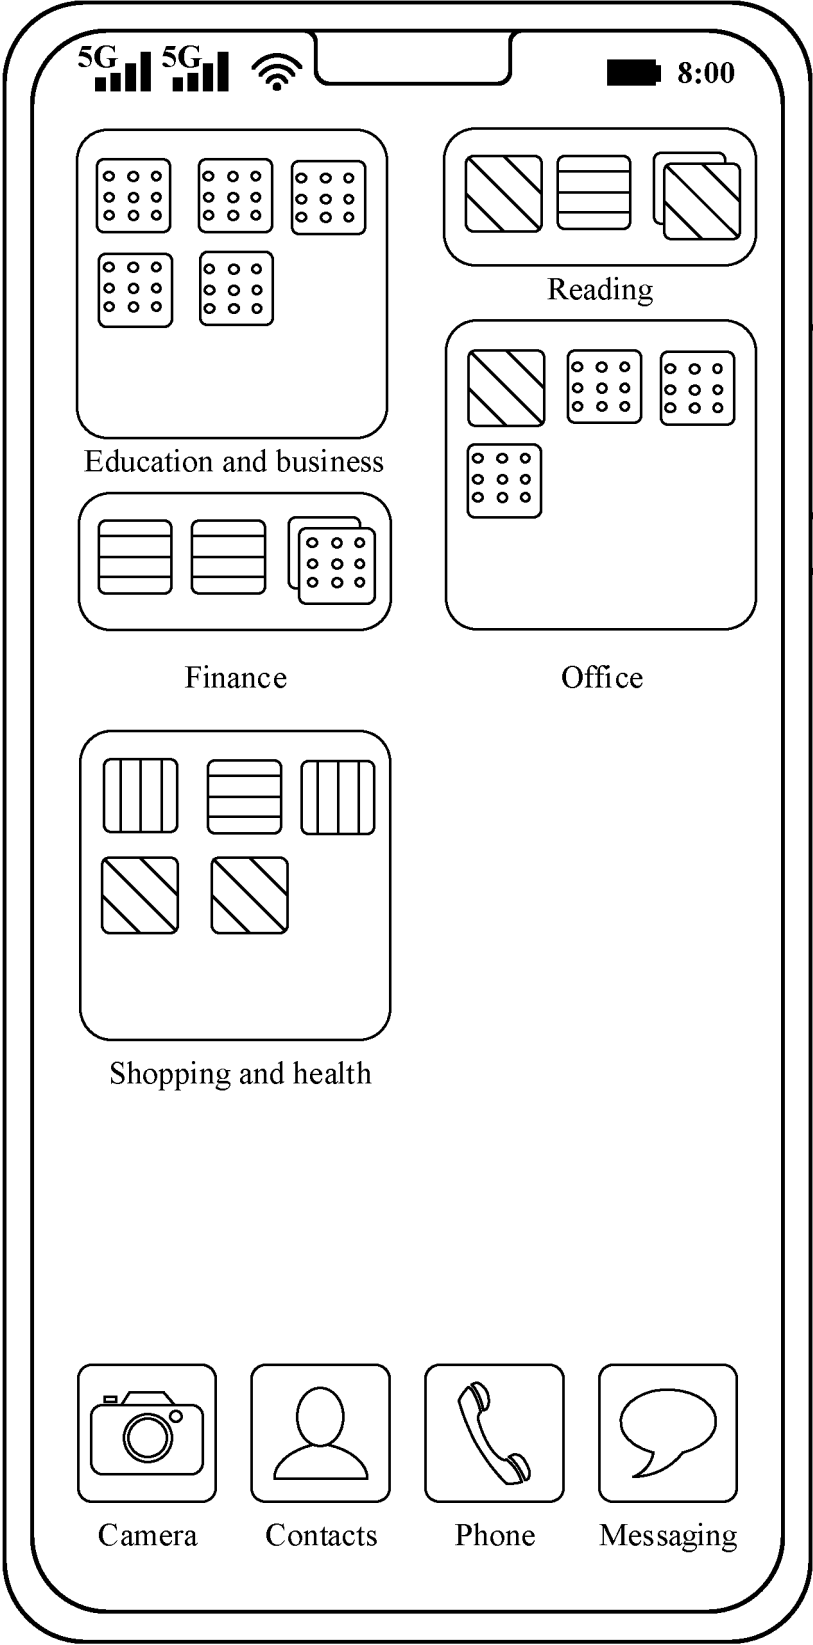 5G 5G 8:00
Reading
Education and business
Finance
Office
Shopping and health
Camera
Contacts
Phone
Messaging